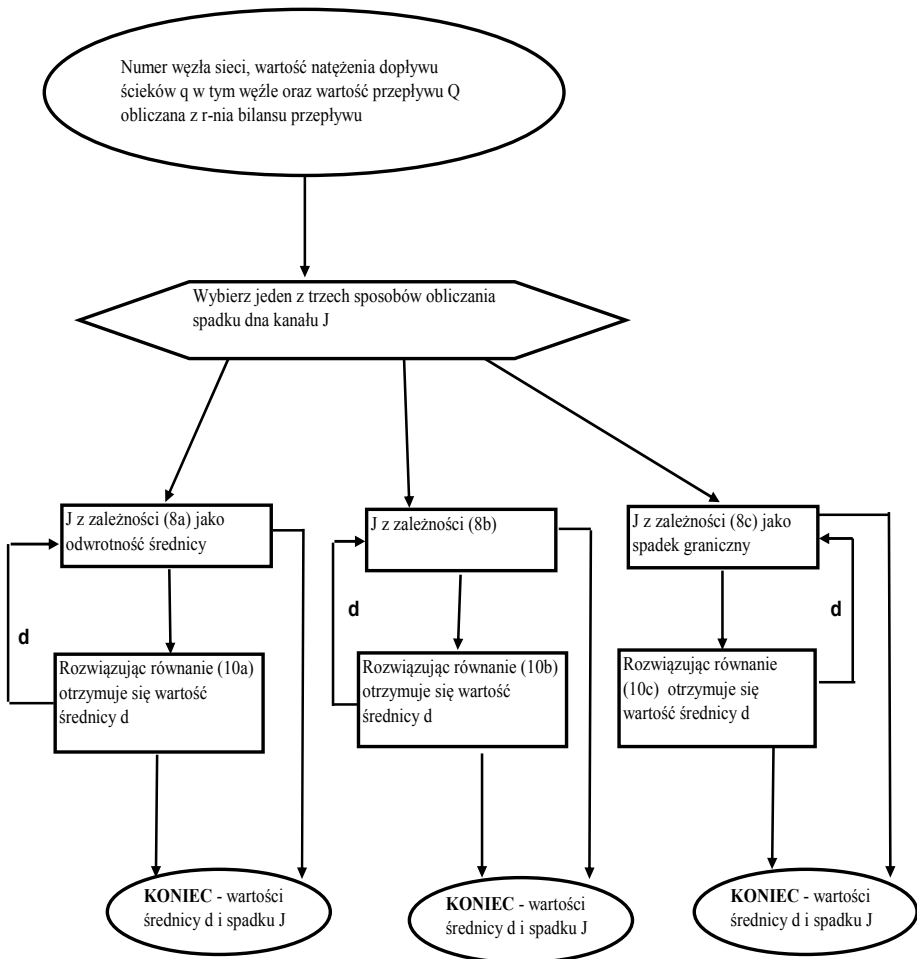 Numer węzła sieci, wartość natężenia dopływu
ścieków q w tym węźle oraz wartość przepływu Q
obliczana z r-nia bilansu przepływu
Wybierz jeden z trzech sposobów obliczania
spadku dna kanału J
J z zależności (8a) jako
odwrotność średnicy
J z zależności (8b)
J z zależności (8c) jako
spadek graniczny
d
d
d
Rozwiązując równanie (10a)
otrzymuje się wartość
średnicy d
Rozwiązując równanie (10b)
otrzymuje się wartość
średnicy d
Rozwiązując równanie
(10c) otrzymuje się
wartość średnicy d
KONIEC - wartości
średnicy d i spadku J
KONIEC - wartości
średnicy d i spadku J
KONIEC - wartości
średnicy d i spadku J